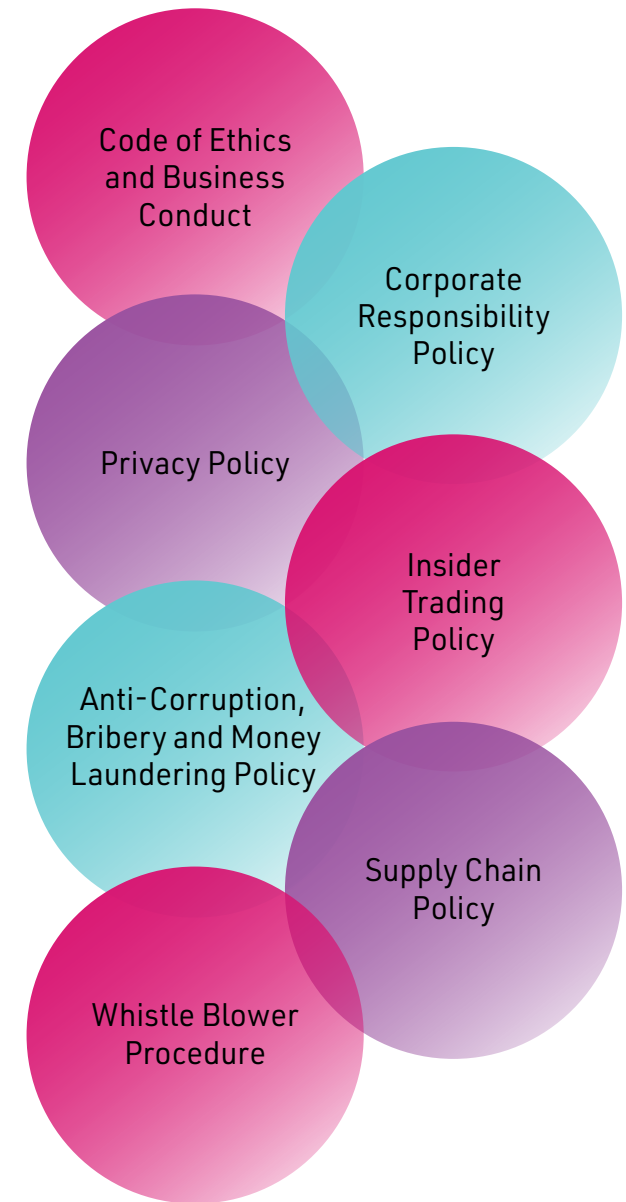 Code of Ethics
and Business
Conduct
Corporate
Responsibility
Policy
Privacy Policy
Insider
Trading
Policy
Anti-Corruption,
Bribery and Money
Laundering Policy
Supply Chain
Policy
Whistle Blower
Procedure